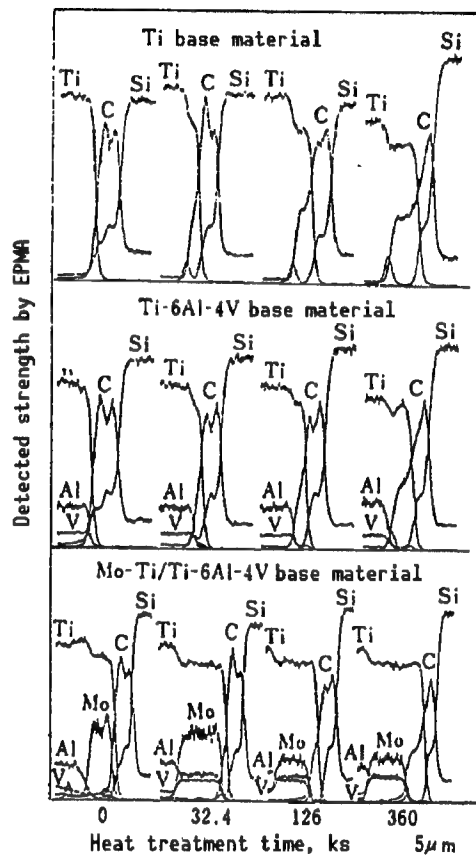 Ti base material
Ti C Si Ti C Si Ti C Si Ti C Si
Ti-6Al-4V base material
Ti C Si Ti C Si Ti C Si Ti C Si
Al Al Al Al
V V V V
Mo-Ti/Ti-6Al-4V base material
Ti C Si Ti C Si Ti C Si Ti C Si
Mo Mo Mo Mo
Al Al Al Al
V V V V
0 32.4 126 360
Heat treatment time, ks 5μm
Detected strength by EPMA